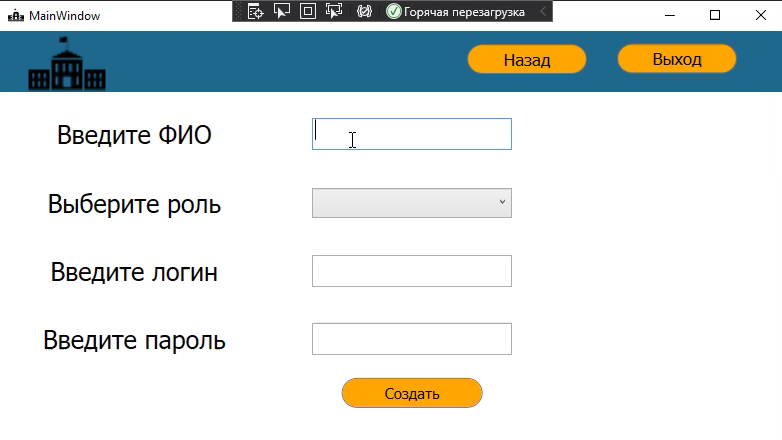 MainWindow
Горячая перезагрузка
Назад
Выход
Введите ФИО
Выберите роль
Введите логин
Введите пароль
Создать